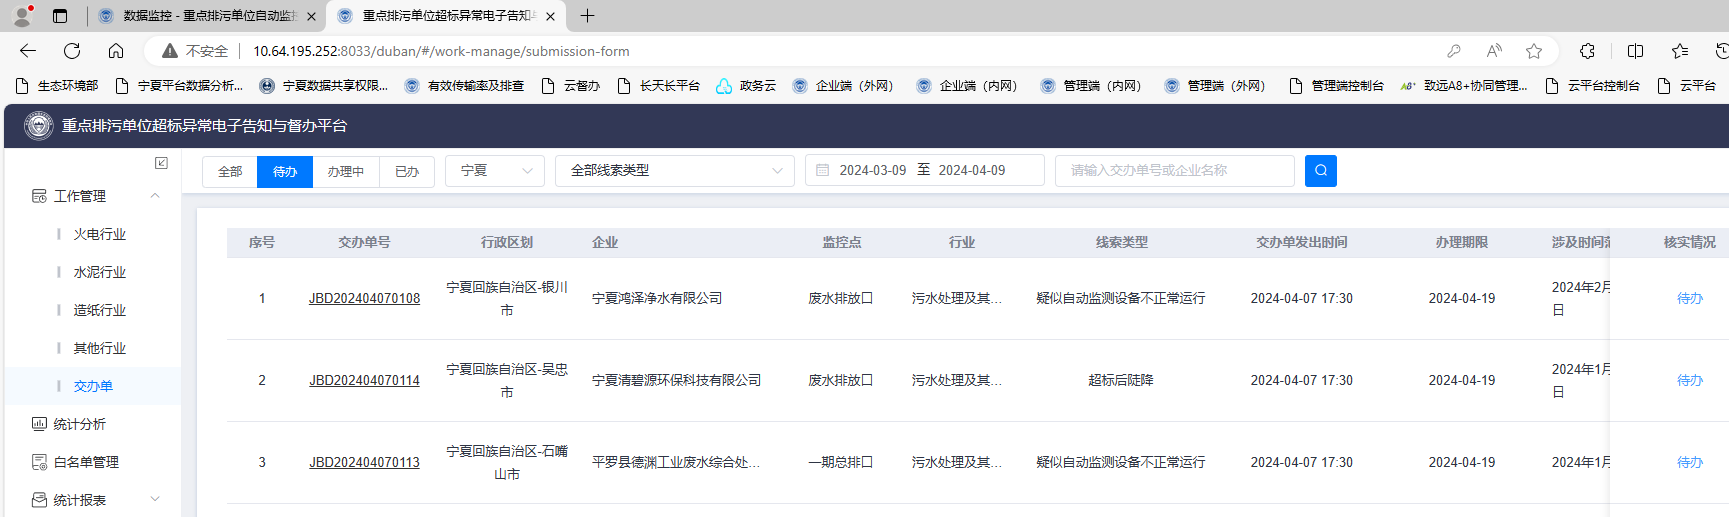 数据监控 - 重点排污单位自动监控
重点排污单位超标异常电子告知与
不安全
10.64.195.252:8033/duban/#/work-manage/submission-form
生态环境部
宁夏平台数据分析...
宁夏数据共享权限...
有效传输率及排查
云督办
长天长平台
政务云
企业端（外网）
企业端（内网）
管理端（内网）
管理端（外网）
管理端控制台
致远A8+协同管理...
云平台控制台
云平台
重点排污单位超标异常电子告知与督办平台
全部
待办
办理中
已办
宁夏
全部线索类型
2024-03-09 至 2024-04-09
请输入交办单号或企业名称
工作管理
火电行业
水泥行业
造纸行业
其他行业
交办单
统计分析
白名单管理
统计报表
序号 交办单号 行政区划 企业 监控点 行业 线索类型 交办单发出时间 办理期限 涉及时间范 核实情况
1 JBD202404070108 宁夏回族自治区-银川市 宁夏鸿泽净水有限公司 废水排放口 污水处理及其... 疑似自动监测设备不正常运行 2024-04-07 17:30 2024-04-19 2024年2月日 待办
2 JBD202404070114 宁夏回族自治区-吴忠市 宁夏清碧源环保科技有限公司 废水排放口 污水处理及其... 超标后陡降 2024-04-07 17:30 2024-04-19 2024年1月日 待办
3 JBD202404070113 宁夏回族自治区-石嘴山市 平罗县德渊工业废水综合处... 一期总排口 污水处理及其... 疑似自动监测设备不正常运行 2024-04-07 17:30 2024-04-19 2024年1月 待办